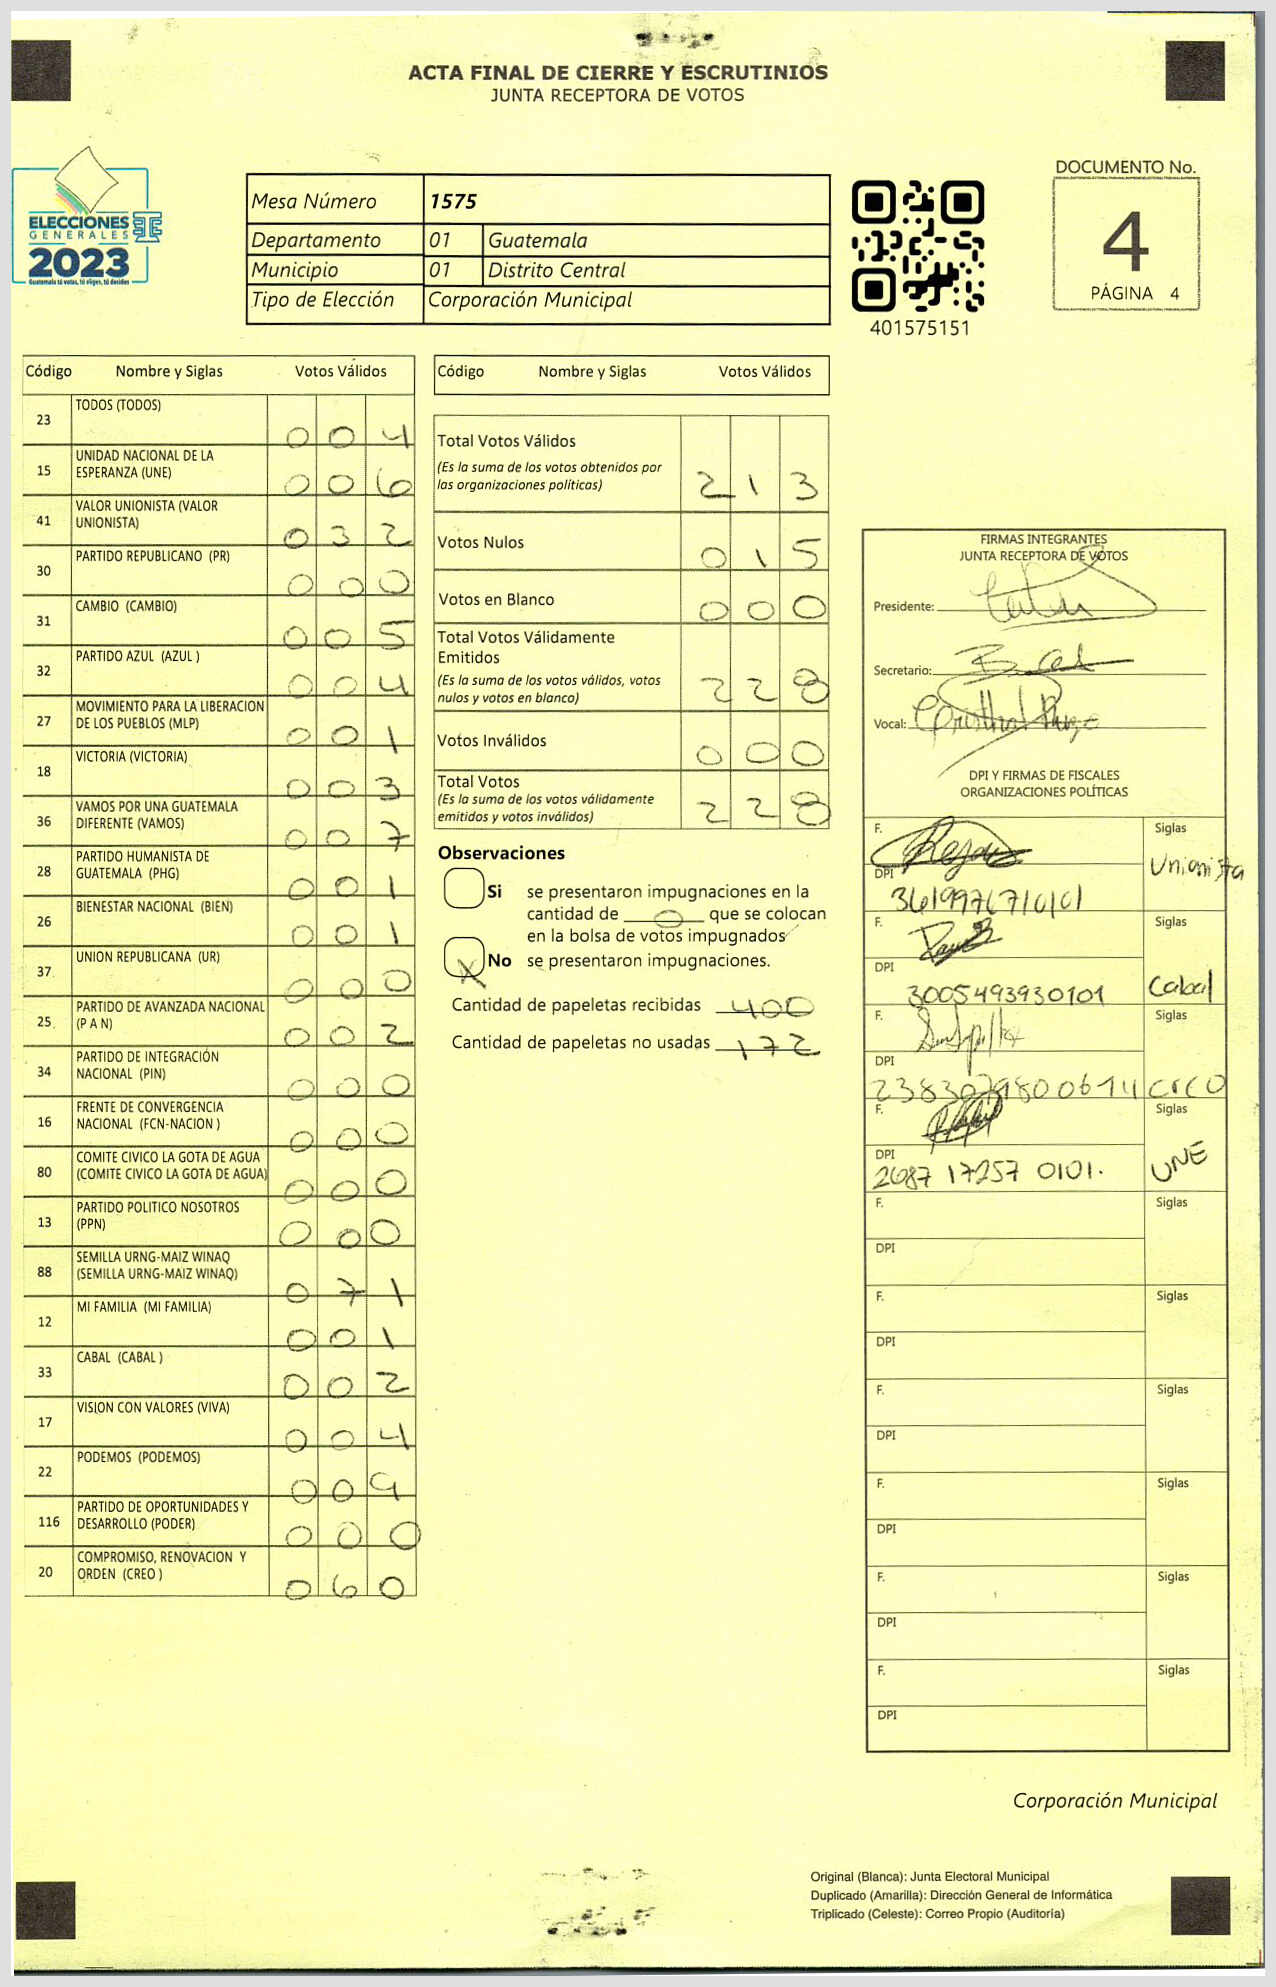 ACTA FINAL DE CIERRE Y ESCRUTINIOS
JUNTA RECEPTORA DE VOTOS
ELECCIONES
GENERALES
2023
Guatemala tú votas, tú eliges, tú decides
Mesa Número 1575
Departamento 01 Guatemala
Municipio 01 Distrito Central
Tipo de Elección Corporación Municipal
401575151
DOCUMENTO No.
4
PÁGINA 4
Código Nombre y Siglas Votos Válidos
23 TODOS (TODOS) 0 0 4
15 UNIDAD NACIONAL DE LA ESPERANZA (UNE) 0 0 6
41 VALOR UNIONISTA (VALOR UNIONISTA) 0 3 2
30 PARTIDO REPUBLICANO (PR) 0 0 0
31 CAMBIO (CAMBIO) 0 0 5
32 PARTIDO AZUL (AZUL ) 0 0 4
27 MOVIMIENTO PARA LA LIBERACION DE LOS PUEBLOS (MLP) 0 0 1
18 VICTORIA (VICTORIA) 0 0 3
36 VAMOS POR UNA GUATEMALA DIFERENTE (VAMOS) 0 0 7
28 PARTIDO HUMANISTA DE GUATEMALA (PHG) 0 0 1
26 BIENESTAR NACIONAL (BIEN) 0 0 1
37 UNION REPUBLICANA (UR) 0 0 0
25 PARTIDO DE AVANZADA NACIONAL (P A N) 0 0 2
34 PARTIDO DE INTEGRACIÓN NACIONAL (PIN) 0 0 0
16 FRENTE DE CONVERGENCIA NACIONAL (FCN-NACION ) 0 0 0
80 COMITE CIVICO LA GOTA DE AGUA (COMITE CIVICO LA GOTA DE AGUA) 0 0 0
13 PARTIDO POLITICO NOSOTROS (PPN) 0 0 0
88 SEMILLA URNG-MAIZ WINAQ (SEMILLA URNG-MAIZ WINAQ) 0 7 1
12 MI FAMILIA (MI FAMILIA) 0 0 1
33 CABAL (CABAL ) 0 0 2
17 VISION CON VALORES (VIVA) 0 0 4
22 PODEMOS (PODEMOS) 0 0 9
116 PARTIDO DE OPORTUNIDADES Y DESARROLLO (PODER) 0 0 0
20 COMPROMISO, RENOVACION Y ORDEN (CREO ) 0 6 0
Código Nombre y Siglas Votos Válidos
Total Votos Válidos 2 1 3
(Es la suma de los votos obtenidos por
las organizaciones políticas)
Votos Nulos 0 1 5
Votos en Blanco 0 0 0
Total Votos Válidamente
Emitidos 2 2 8
(Es la suma de los votos válidos, votos
nulos y votos en blanco)
Votos Inválidos 0 0 0
Total Votos 2 2 8
(Es la suma de los votos válidamente
emitidos y votos inválidos)
Observaciones
Si se presentaron impugnaciones en la
cantidad de 0 que se colocan
en la bolsa de votos impugnados
X No se presentaron impugnaciones.
Cantidad de papeletas recibidas 400
Cantidad de papeletas no usadas 172
FIRMAS INTEGRANTES
JUNTA RECEPTORA DE VOTOS
Presidente:
Secretario:
Vocal:
DPI Y FIRMAS DE FISCALES
ORGANIZACIONES POLÍTICAS
F. Siglas
Unionista
DPI
F. Siglas
DPI
3005493930101 Cabal
F. Siglas
DPI
creo
F. Siglas
DPI
2687 17257 0101. UNE
F. Siglas
DPI
F. Siglas
DPI
F. Siglas
DPI
F. Siglas
DPI
F. Siglas
DPI
F. Siglas
DPI
Corporación Municipal
Original (Blanca): Junta Electoral Municipal
Duplicado (Amarilla): Dirección General de Informática
Triplicado (Celeste): Correo Propio (Auditoría)